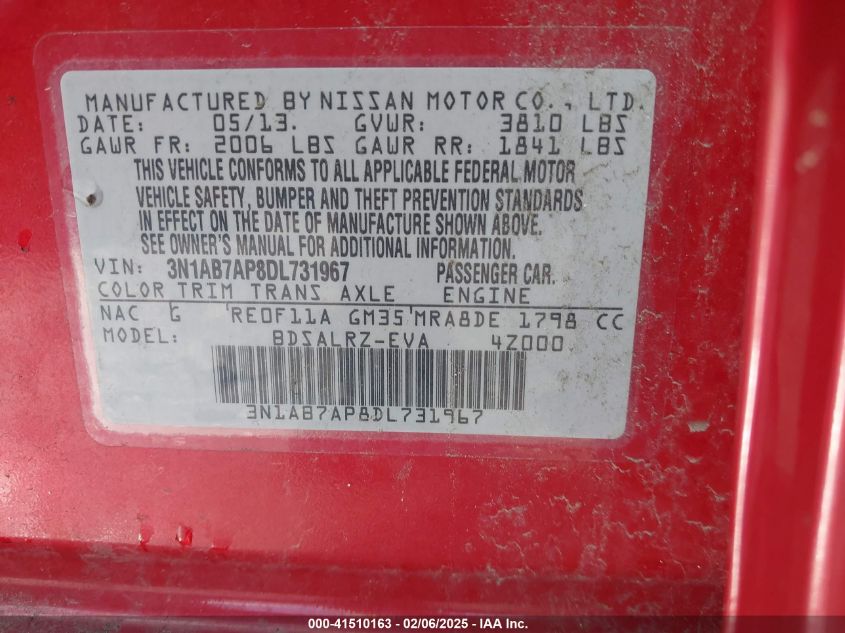 MANUFACTURED BY NISSAN MOTOR CO., LTD.
DATE: 05/13. GVWR: 3810 LBS
GAWR FR: 2006 LBS GAWR RR: 1841 LBS
THIS VEHICLE CONFORMS TO ALL APPLICABLE FEDERAL MOTOR
VEHICLE SAFETY, BUMPER AND THEFT PREVENTION STANDARDS
IN EFFECT ON THE DATE OF MANUFACTURE SHOWN ABOVE.
SEE OWNER'S MANUAL FOR ADDITIONAL INFORMATION.
VIN: 3N1AB7AP8DL731967 PASSENGER CAR.
COLOR TRIM TRANS AXLE ENGINE
NAC G RE0F11A GM35 MRA8DE 1798 CC
MODEL: BDSALRZ-EVA 4Z000
3N1AB7AP8DL731967
000-41510163 - 02/06/2025 - IAA Inc.